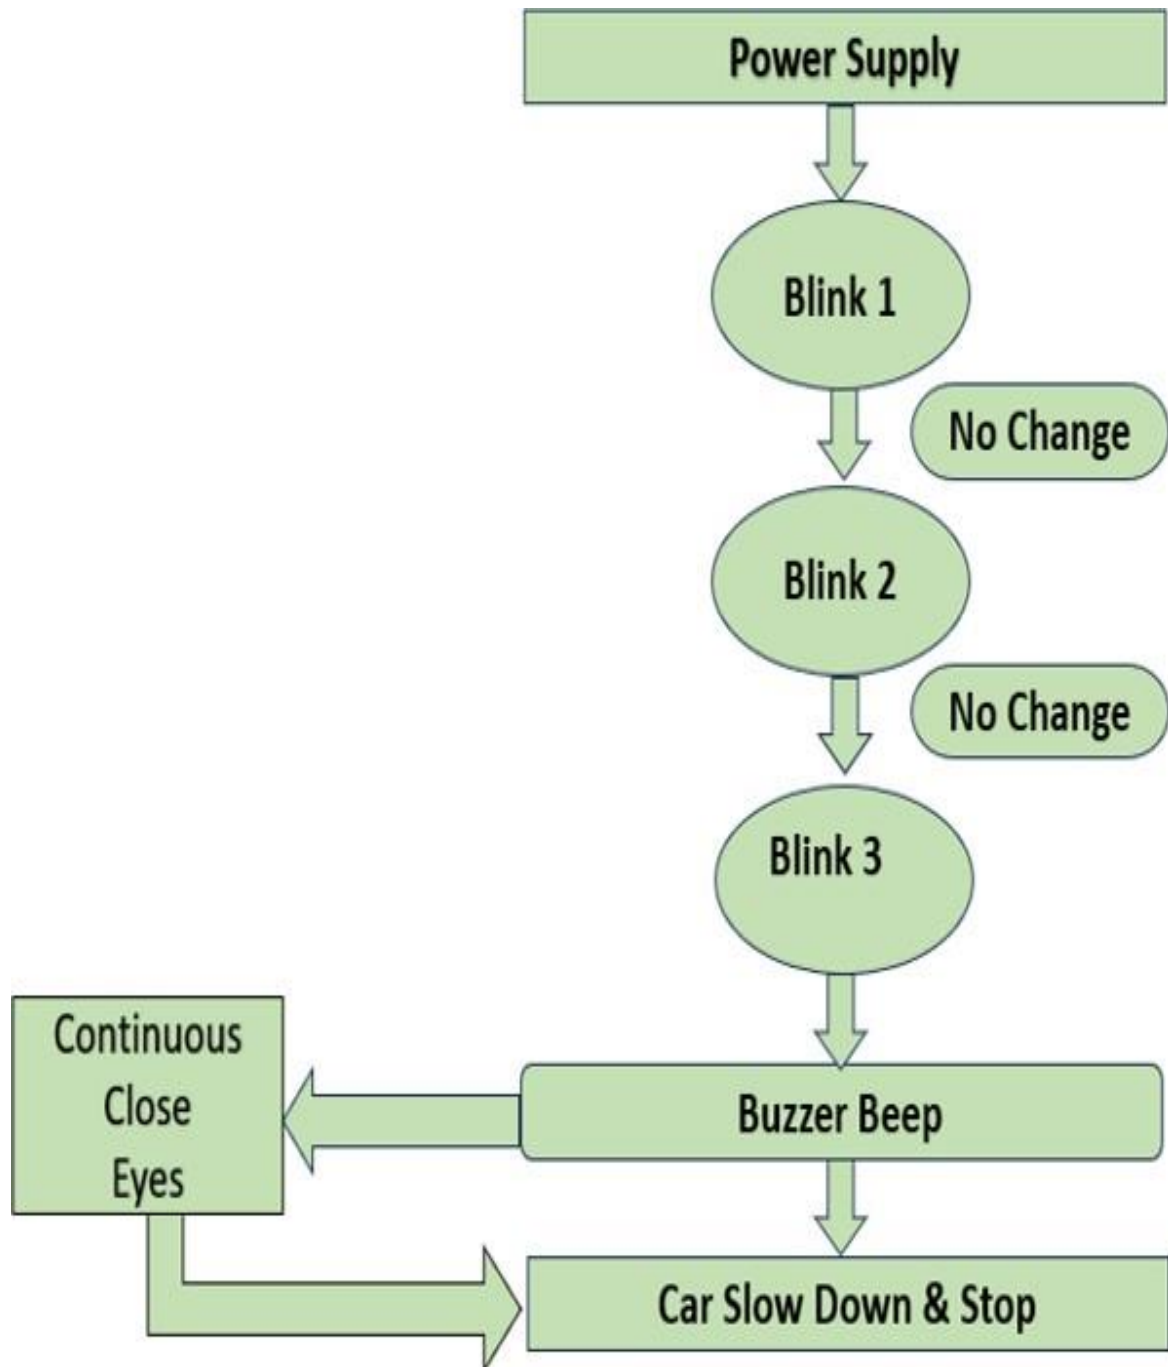 Power Supply
Blink 1
No Change
Blink 2
No Change
Blink 3
Continuous
Close
Eyes
Buzzer Beep
Car Slow Down & Stop